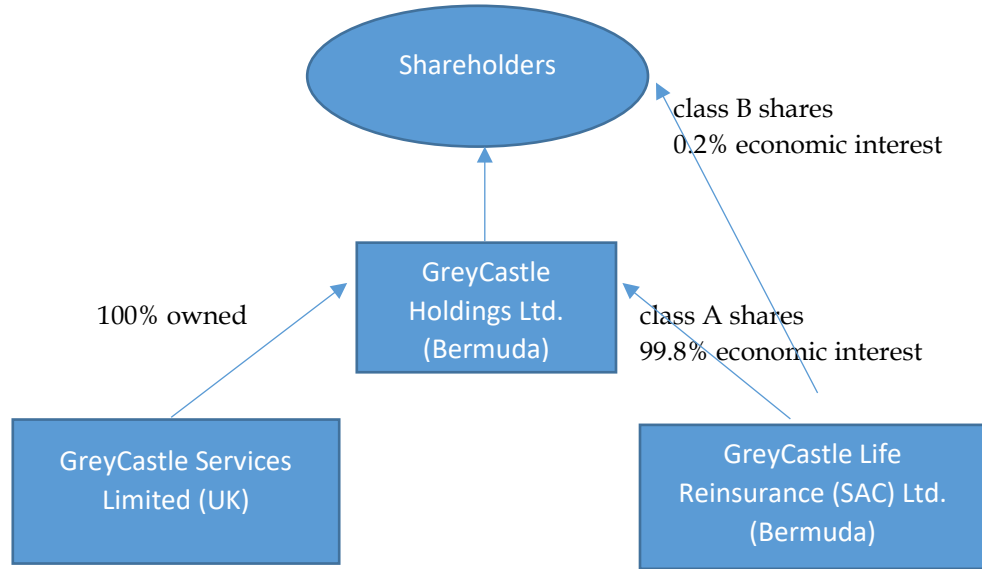 Shareholders
class B shares
0.2% economic interest
GreyCastle
Holdings Ltd.
(Bermuda)
100% owned
class A shares
99.8% economic interest
GreyCastle Services
Limited (UK)
GreyCastle Life
Reinsurance (SAC) Ltd.
(Bermuda)